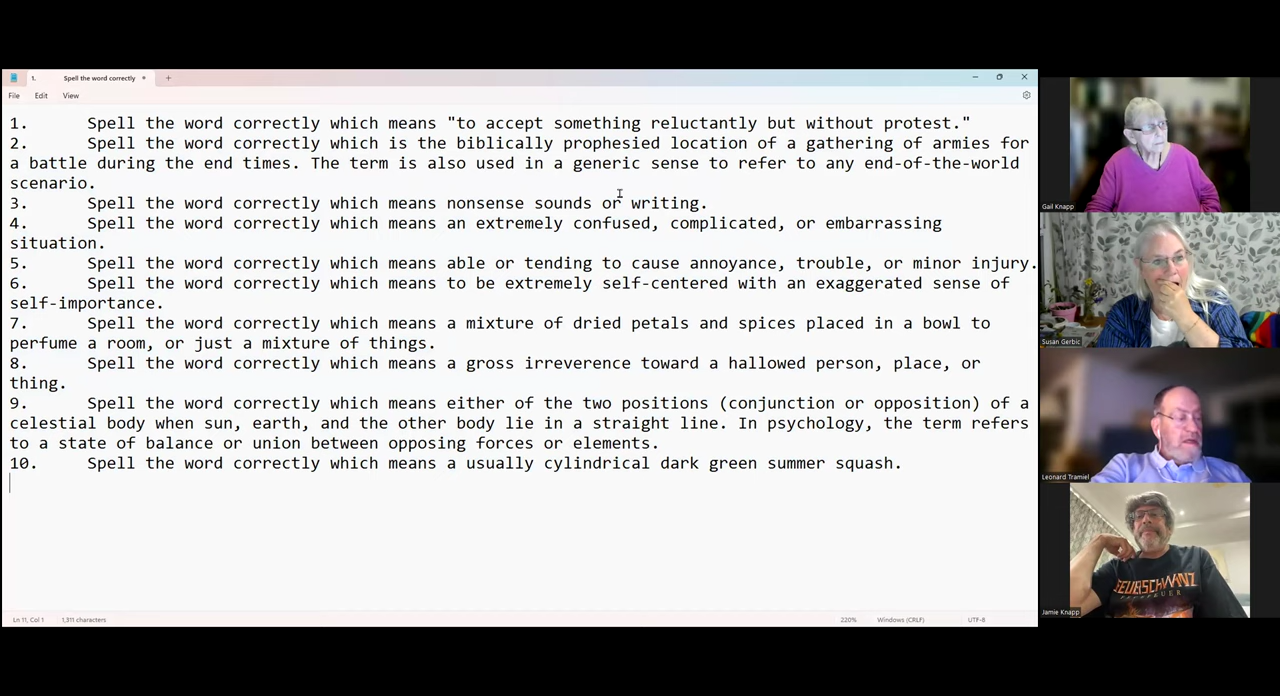 1. Spell the word correctly
File Edit View
1. Spell the word correctly which means "to accept something reluctantly but without protest."
2. Spell the word correctly which is the biblically prophesied location of a gathering of armies for
a battle during the end times. The term is also used in a generic sense to refer to any end-of-the-world
scenario.
3. Spell the word correctly which means nonsense sounds or writing.
4. Spell the word correctly which means an extremely confused, complicated, or embarrassing
situation.
5. Spell the word correctly which means able or tending to cause annoyance, trouble, or minor injury.
6. Spell the word correctly which means to be extremely self-centered with an exaggerated sense of
self-importance.
7. Spell the word correctly which means a mixture of dried petals and spices placed in a bowl to
perfume a room, or just a mixture of things.
8. Spell the word correctly which means a gross irreverence toward a hallowed person, place, or
thing.
9. Spell the word correctly which means either of the two positions (conjunction or opposition) of a
celestial body when sun, earth, and the other body lie in a straight line. In psychology, the term refers
to a state of balance or union between opposing forces or elements.
10. Spell the word correctly which means a usually cylindrical dark green summer squash.
Ln 11, Col 1 1,311 characters 220% Windows (CRLF) UTF-8
Gail Knapp
Susan Gerbic
Leonard Tramiel
FEUERSCHWANZ
Jamie Knapp